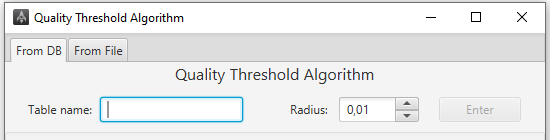 Quality Threshold Algorithm
From DB From File
Quality Threshold Algorithm
Table name: Radius: 0,01 Enter